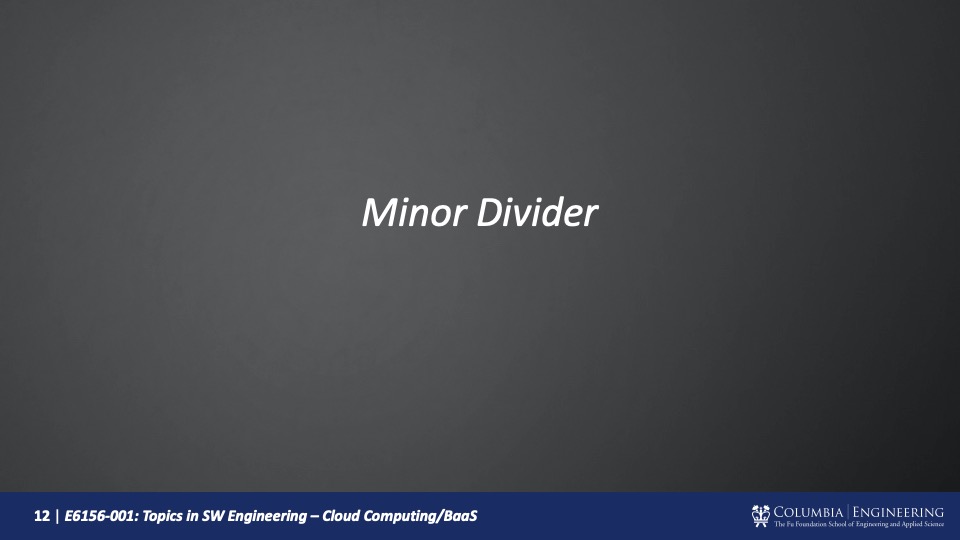 Minor Divider
12 | E6156-001: Topics in SW Engineering – Cloud Computing/BaaS
COLUMBIA | ENGINEERING
The Fu Foundation School of Engineering and Applied Science